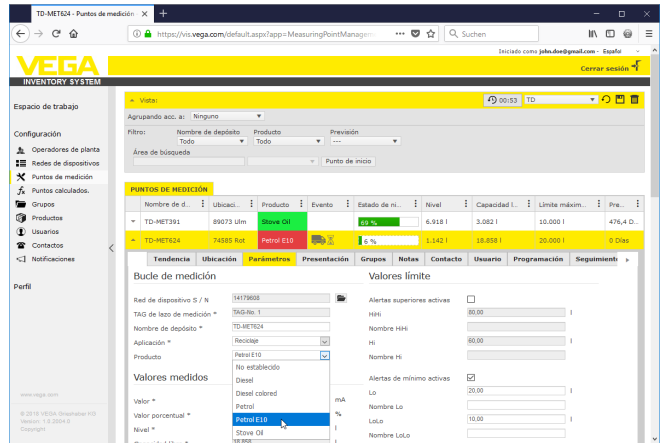 TD-MET624 - Puntos de medición
https://vis.vega.com/default.aspx?app=MeasuringPointManagem
Suchen
Iniciado como john.doe@gmail.com - Español
VEGA
INVENTORY SYSTEM
Cerrar sesión
Espacio de trabajo
Configuración
Operadores de planta
Redes de dispositivos
Puntos de medición
Puntos calculados.
Grupos
Productos
Usuarios
Contactos
Notificaciones
Perfil
www.vega.com
© 2016 VEGA Grieshaber KG
Version: 1.0.2004.5
Copyright
Vista:
00:53
TD
Agrupando acc. a: Ninguno
Filtro: Nombre de depósito Producto Previsión
Todo Todo ---
Área de búsqueda
Punto de inicio
PUNTOS DE MEDICIÓN
Nombre de d... Ubicaci... Producto Evento Estado de ni... Nivel Capacidad l... Límite máxim... Pre...
TD-MET391 89073 Ulm Stove Oil 69 % 6.918 l 3.082 l 10.000 l 476,4 D...
TD-MET624 74585 Rot Petrol E10 6 % 1.142 l 18.858 l 20.000 l 0 Días
Tendencia Ubicación Parámetros Presentación Grupos Notas Contacto Usuario Programación Seguimiento
Bucle de medición
Red de dispositivo S / N 14179808
TAG de lazo de medición * TAG-No. 1
Nombre de depósito * TD-MET624
Aplicación * Reciclaje
Producto Petrol E10
No establecido
Diesel
Diesel colored
Petrol
Petrol E10
Stove Oil
Valores medidos
Valor * mA
Valor porcentual * %
Nivel * l
18.858
Valores límite
Alertas superiores activas
HiHi 80,00 l
Nombre HiHi
Hi 60,00 l
Nombre Hi
Alertas de mínimo activas
Lo 20,00 l
Nombre Lo
LoLo 10,00 l
Nombre LoLo